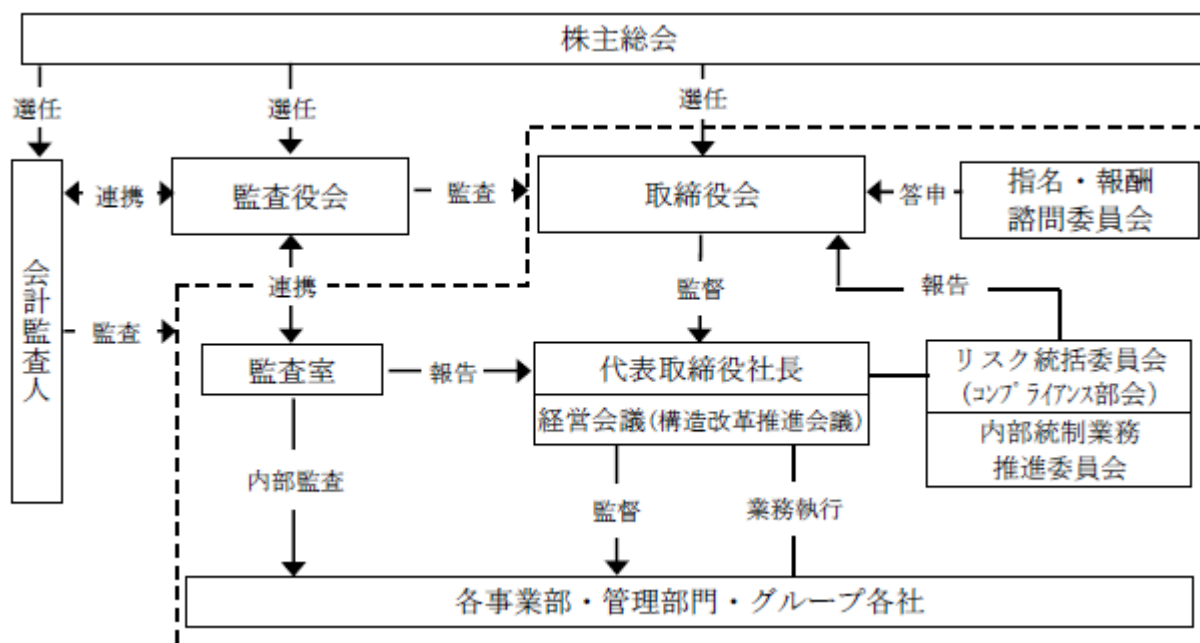 株主総会
選任
選任
選任
監査役会
取締役会
指名・報酬
諮問委員会
連携
監査
答申
会計監査人
連携
監督
報告
監査
監査室
報告
代表取締役社長
経営会議(構造改革推進会議)
リスク統括委員会
(ｺﾝﾌﾟﾗｲｱﾝｽ部会)
内部統制業務
推進委員会
内部監査
監督
業務執行
各事業部・管理部門・グループ各社